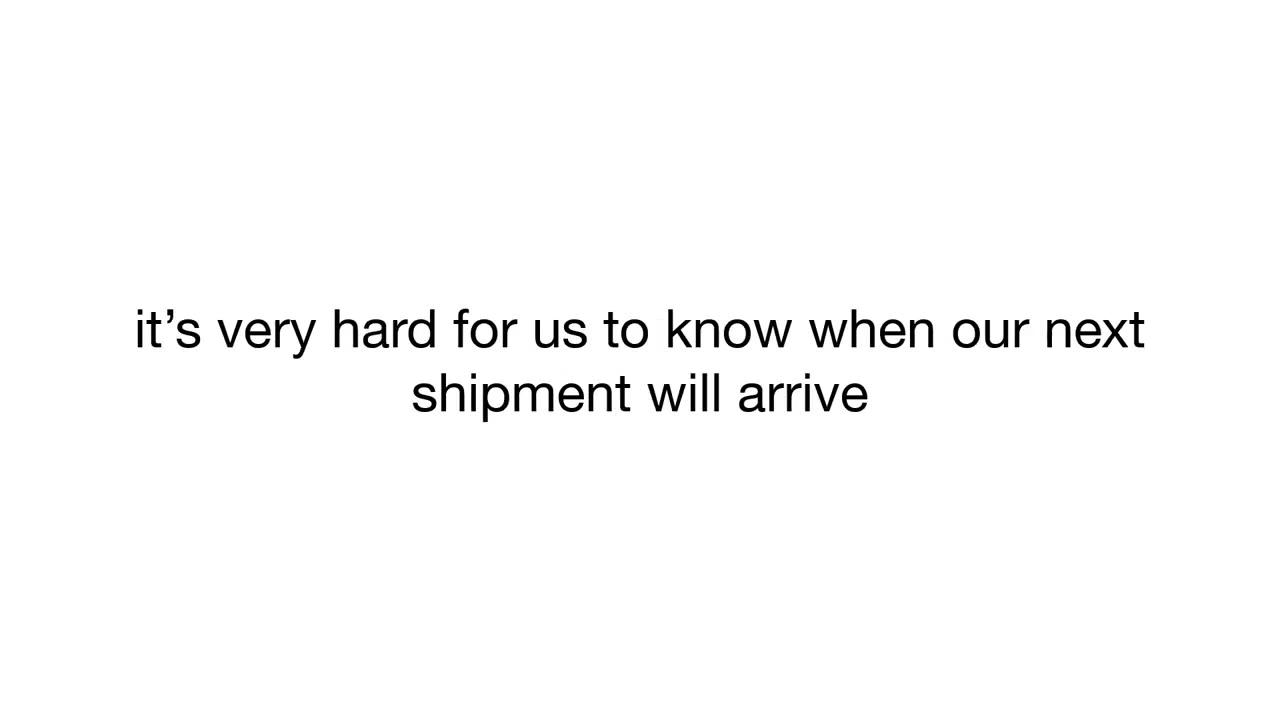 it’s very hard for us to know when our next
shipment will arrive